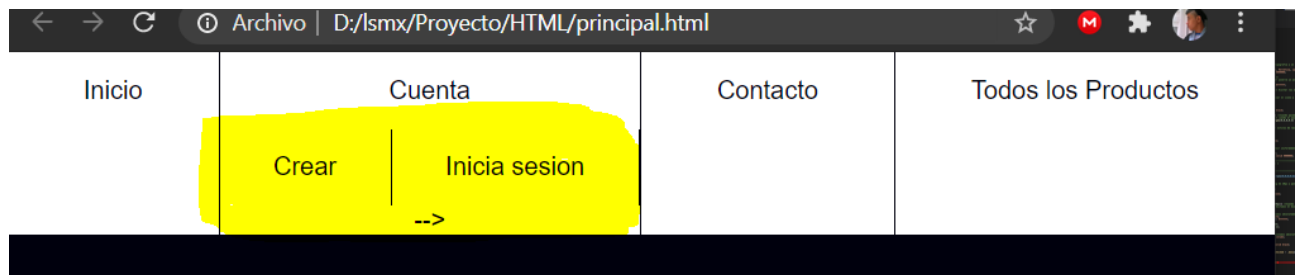 Archivo | D:/lsmx/Proyecto/HTML/principal.html
M
Inicio Cuenta Contacto Todos los Productos
Crear Inicia sesion
-->